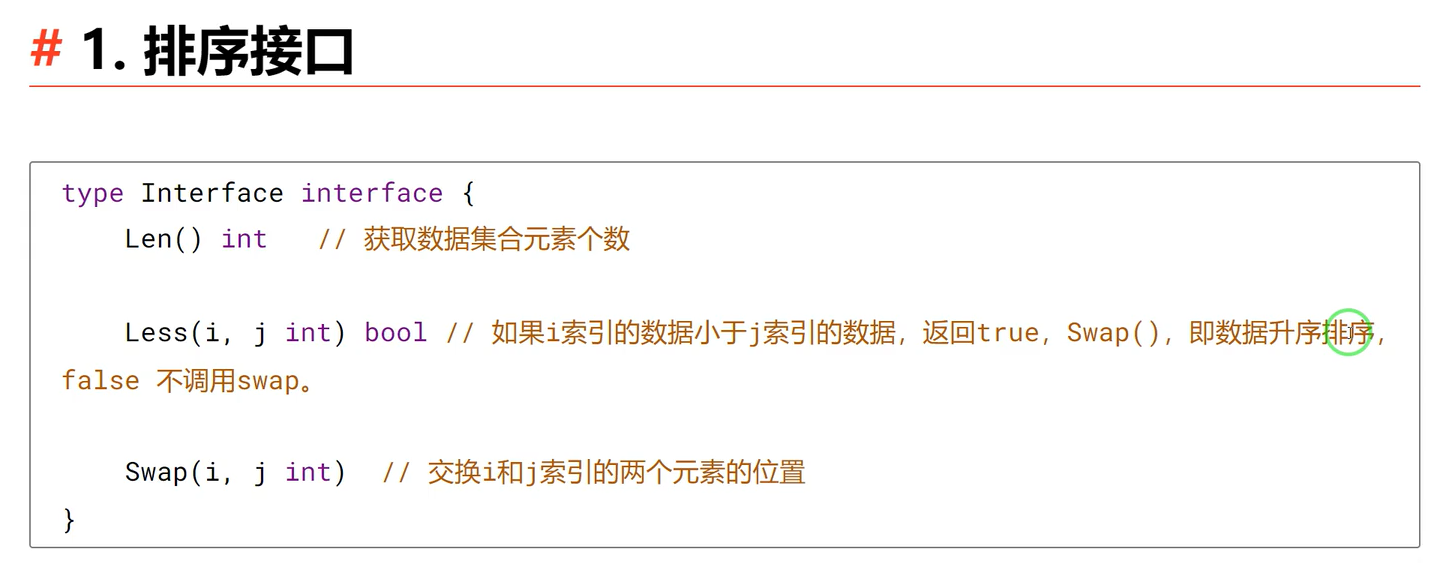 # 1. 排序接口
type Interface interface {
Len() int // 获取数据集合元素个数
Less(i, j int) bool // 如果i索引的数据小于j索引的数据，返回true，Swap()，即数据升序排序，
false 不调用swap。
Swap(i, j int) // 交换i和j索引的两个元素的位置
}